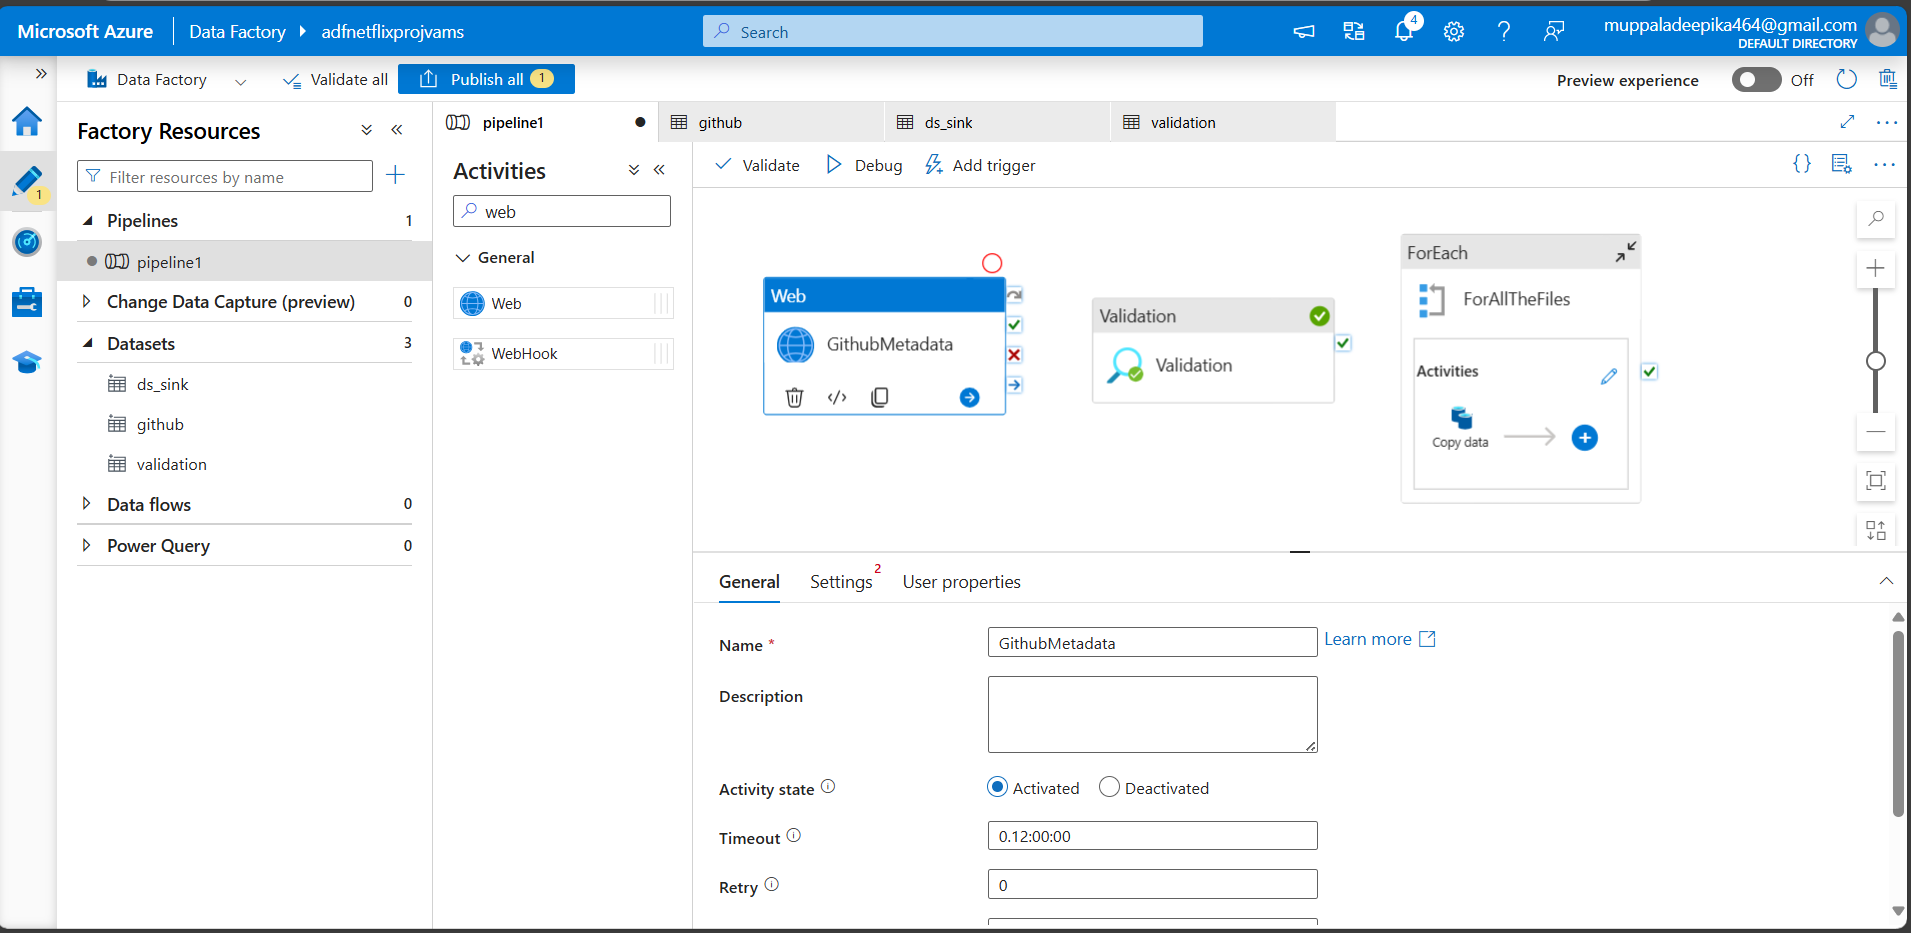 Microsoft Azure
Data Factory
adfnetflixprojvams
Search
4
muppaladeepika464@gmail.com
DEFAULT DIRECTORY
Data Factory
Validate all
Publish all 1
Preview experience
Off
1
Factory Resources
Filter resources by name
Pipelines 1
pipeline1
Change Data Capture (preview) 0
Datasets 3
ds_sink
github
validation
Data flows 0
Power Query 0
pipeline1
github
ds_sink
validation
Activities
web
General
Web
WebHook
Validate
Debug
Add trigger
Web
GithubMetadata
Validation
Validation
ForEach
ForAllTheFiles
Activities
Copy data
General
Settings 2
User properties
Name *
GithubMetadata
Learn more
Description
Activity state
Activated
Deactivated
Timeout
0.12:00:00
Retry
0